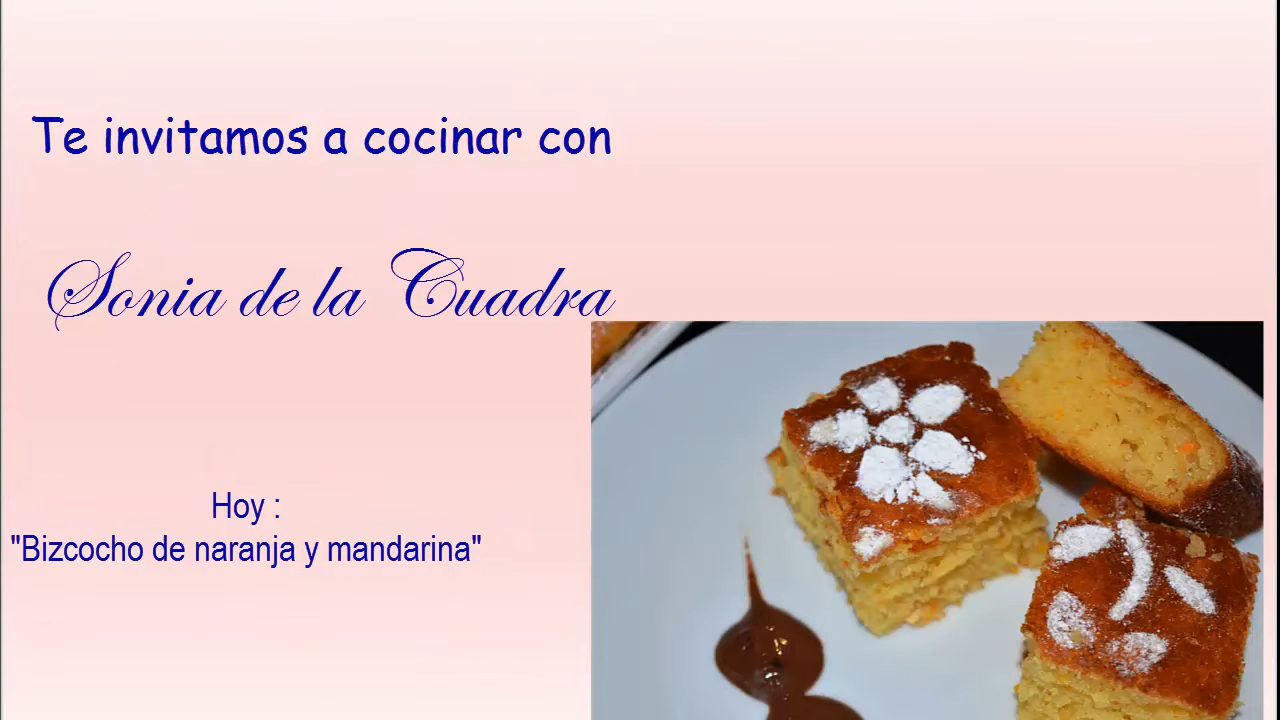 Te invitamos a cocinar con
Sonia de la Cuadra
Hoy :
"Bizcocho de naranja y mandarina"